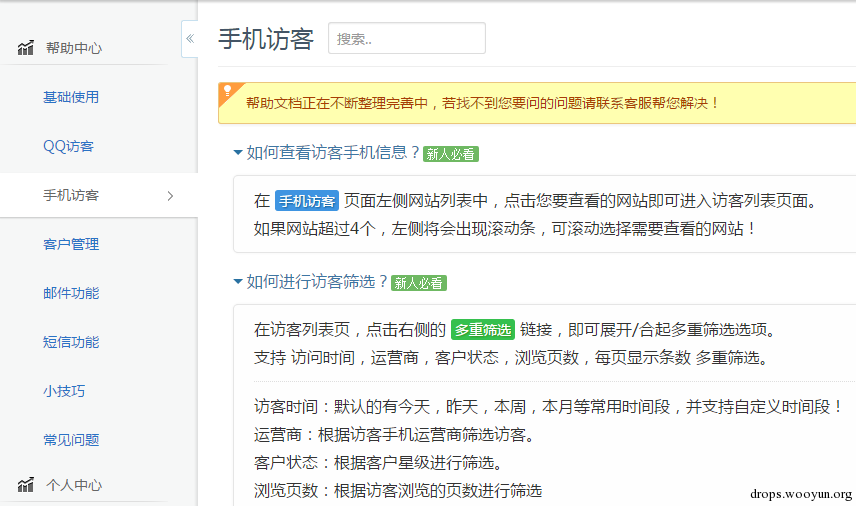 帮助中心
基础使用
QQ访客
手机访客
客户管理
邮件功能
短信功能
小技巧
常见问题
个人中心
手机访客 搜索..
帮助文档正在不断整理完善中，若找不到您要问的问题请联系客服帮您解决！
如何查看访客手机信息？ 新人必看
在 手机访客 页面左侧网站列表中，点击您要查看的网站即可进入访客列表页面。
如果网站超过4个，左侧将会出现滚动条，可滚动选择需要查看的网站！
如何进行访客筛选？ 新人必看
在访客列表页，点击右侧的 多重筛选 链接，即可展开/合起多重筛选选项。
支持 访问时间，运营商，客户状态，浏览页数，每页显示条数 多重筛选。
访客时间：默认的有今天，昨天，本周，本月等常用时间段，并支持自定义时间段！
运营商：根据访客手机运营商筛选访客。
客户状态：根据客户星级进行筛选。
浏览页数：根据访客浏览的页数进行筛选
drops.wooyun.org